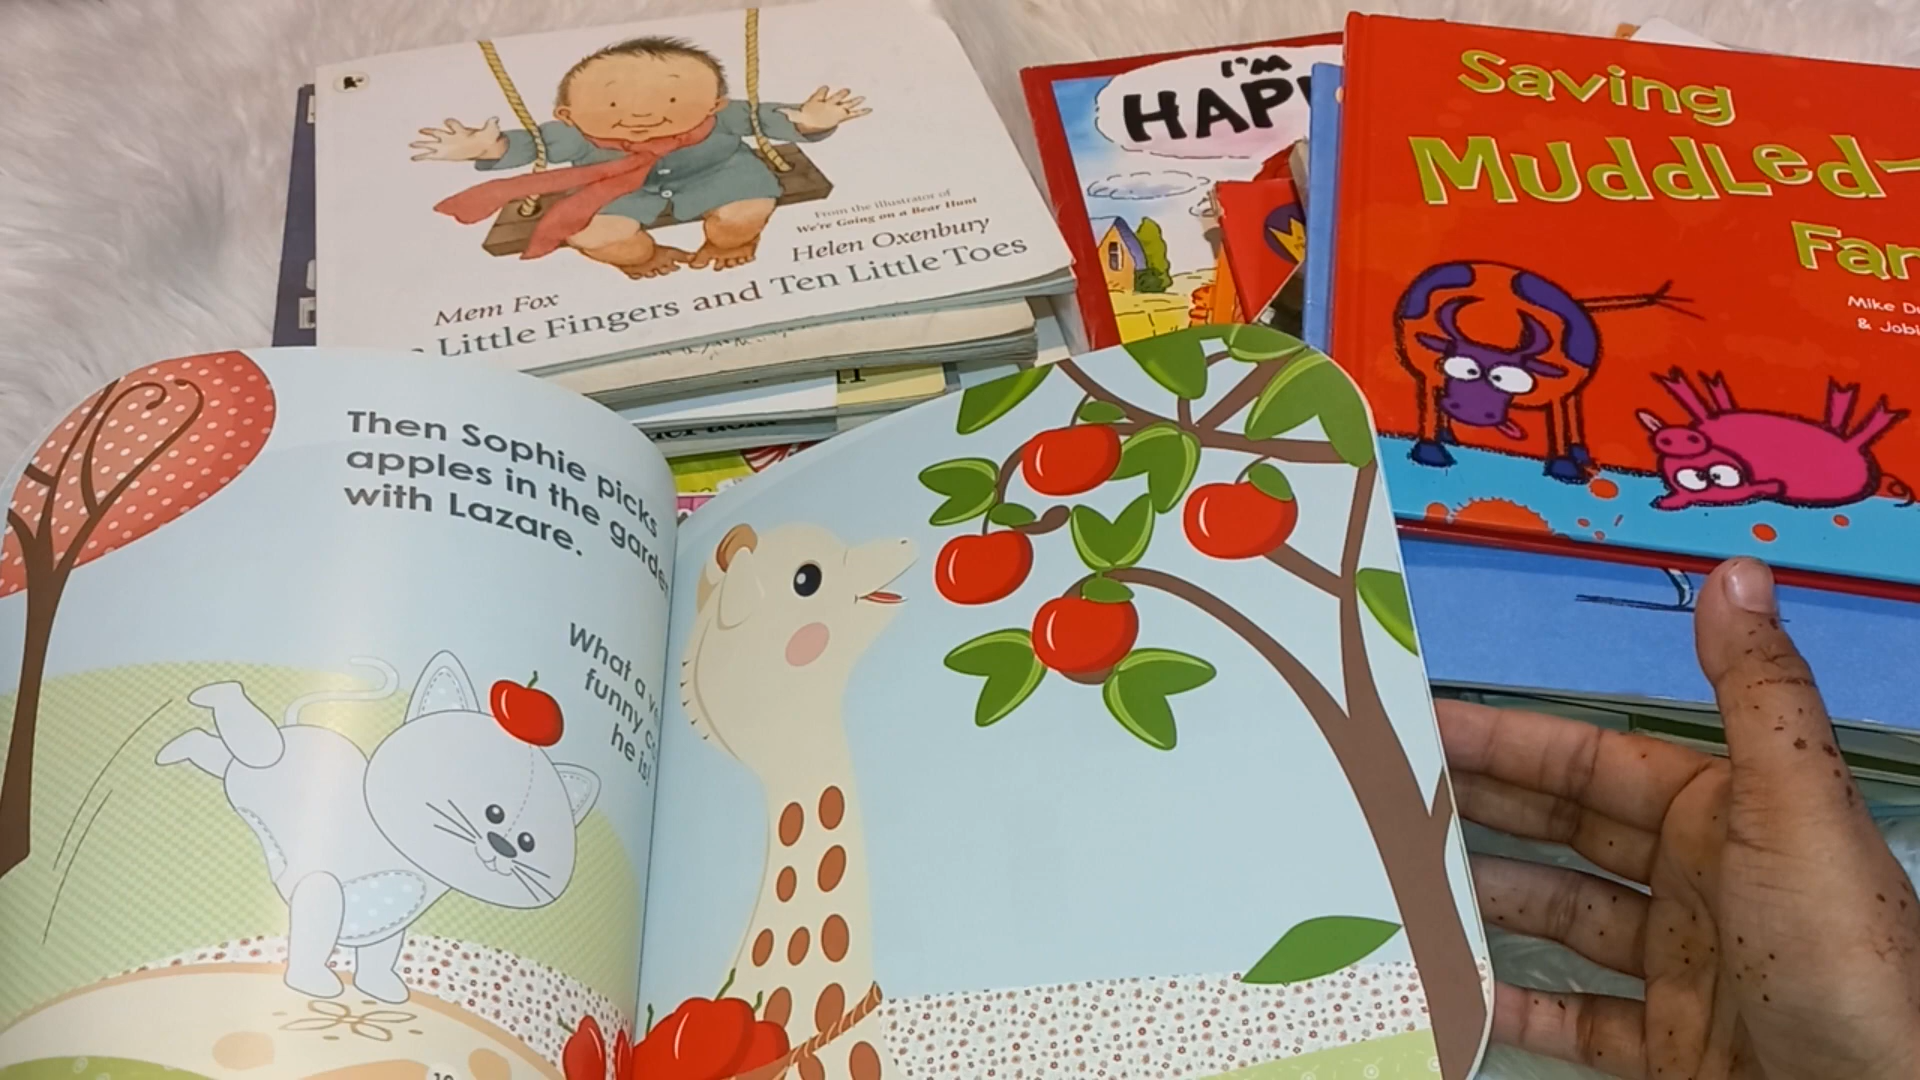 From the illustrator of
We're Going on a Bear Hunt
Helen Oxenbury
Mem Fox
Little Fingers and Ten Little Toes
I'M
HAP
Saving
Muddled-
Far
Mike D
& Jobi
Then Sophie picks
apples in the garde
with Lazare.
What a
funny
he is!